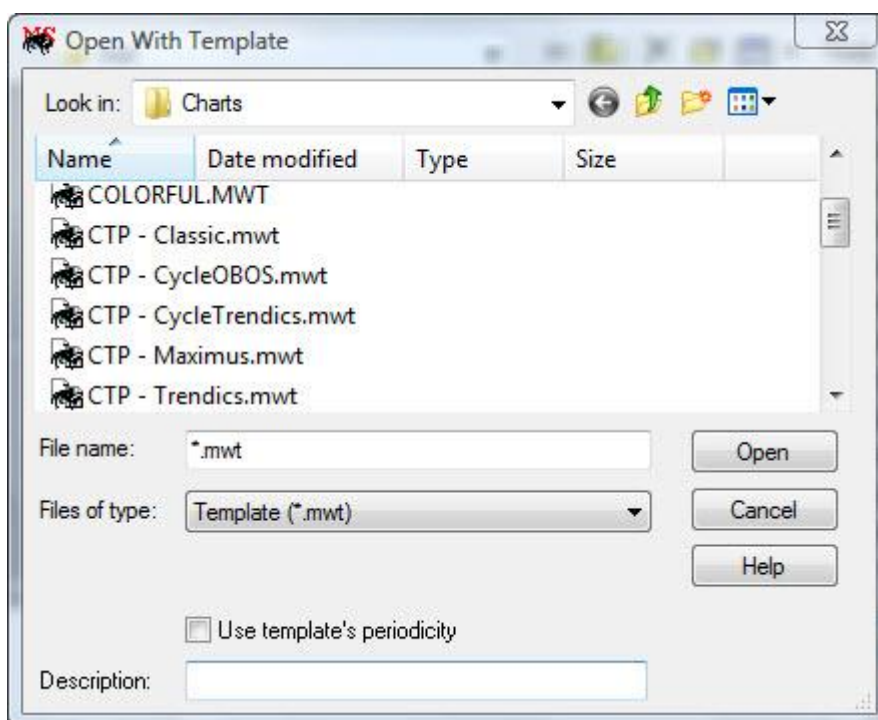 MS Open With Template
Look in: Charts
Name Date modified Type Size
COLORFUL.MWT
CTP - Classic.mwt
CTP - CycleOBOS.mwt
CTP - CycleTrendics.mwt
CTP - Maximus.mwt
CTP - Trendics.mwt
File name: *.mwt Open
Files of type: Template (*.mwt) Cancel
Help
Use template's periodicity
Description: